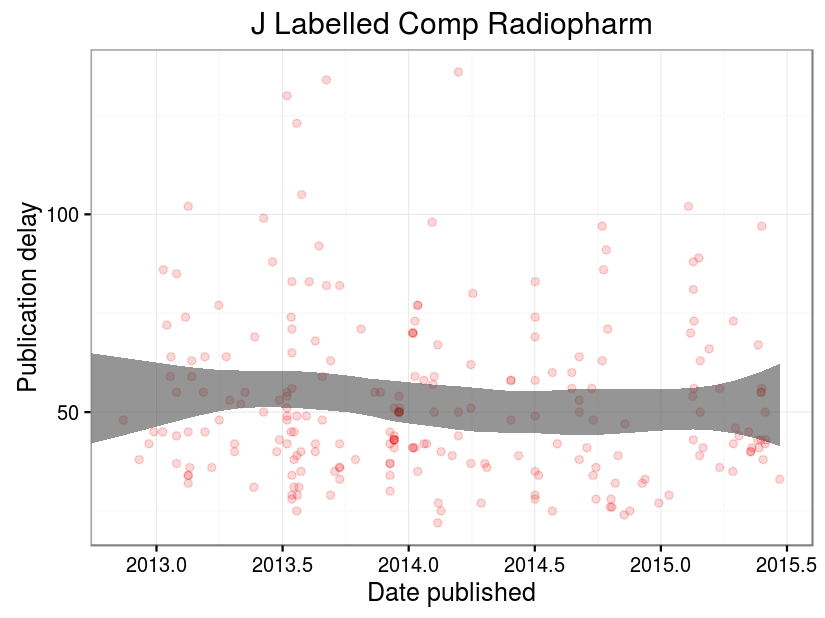 J Labelled Comp Radiopharm
Publication delay
100
50
2013.0 2013.5 2014.0 2014.5 2015.0 2015.5
Date published